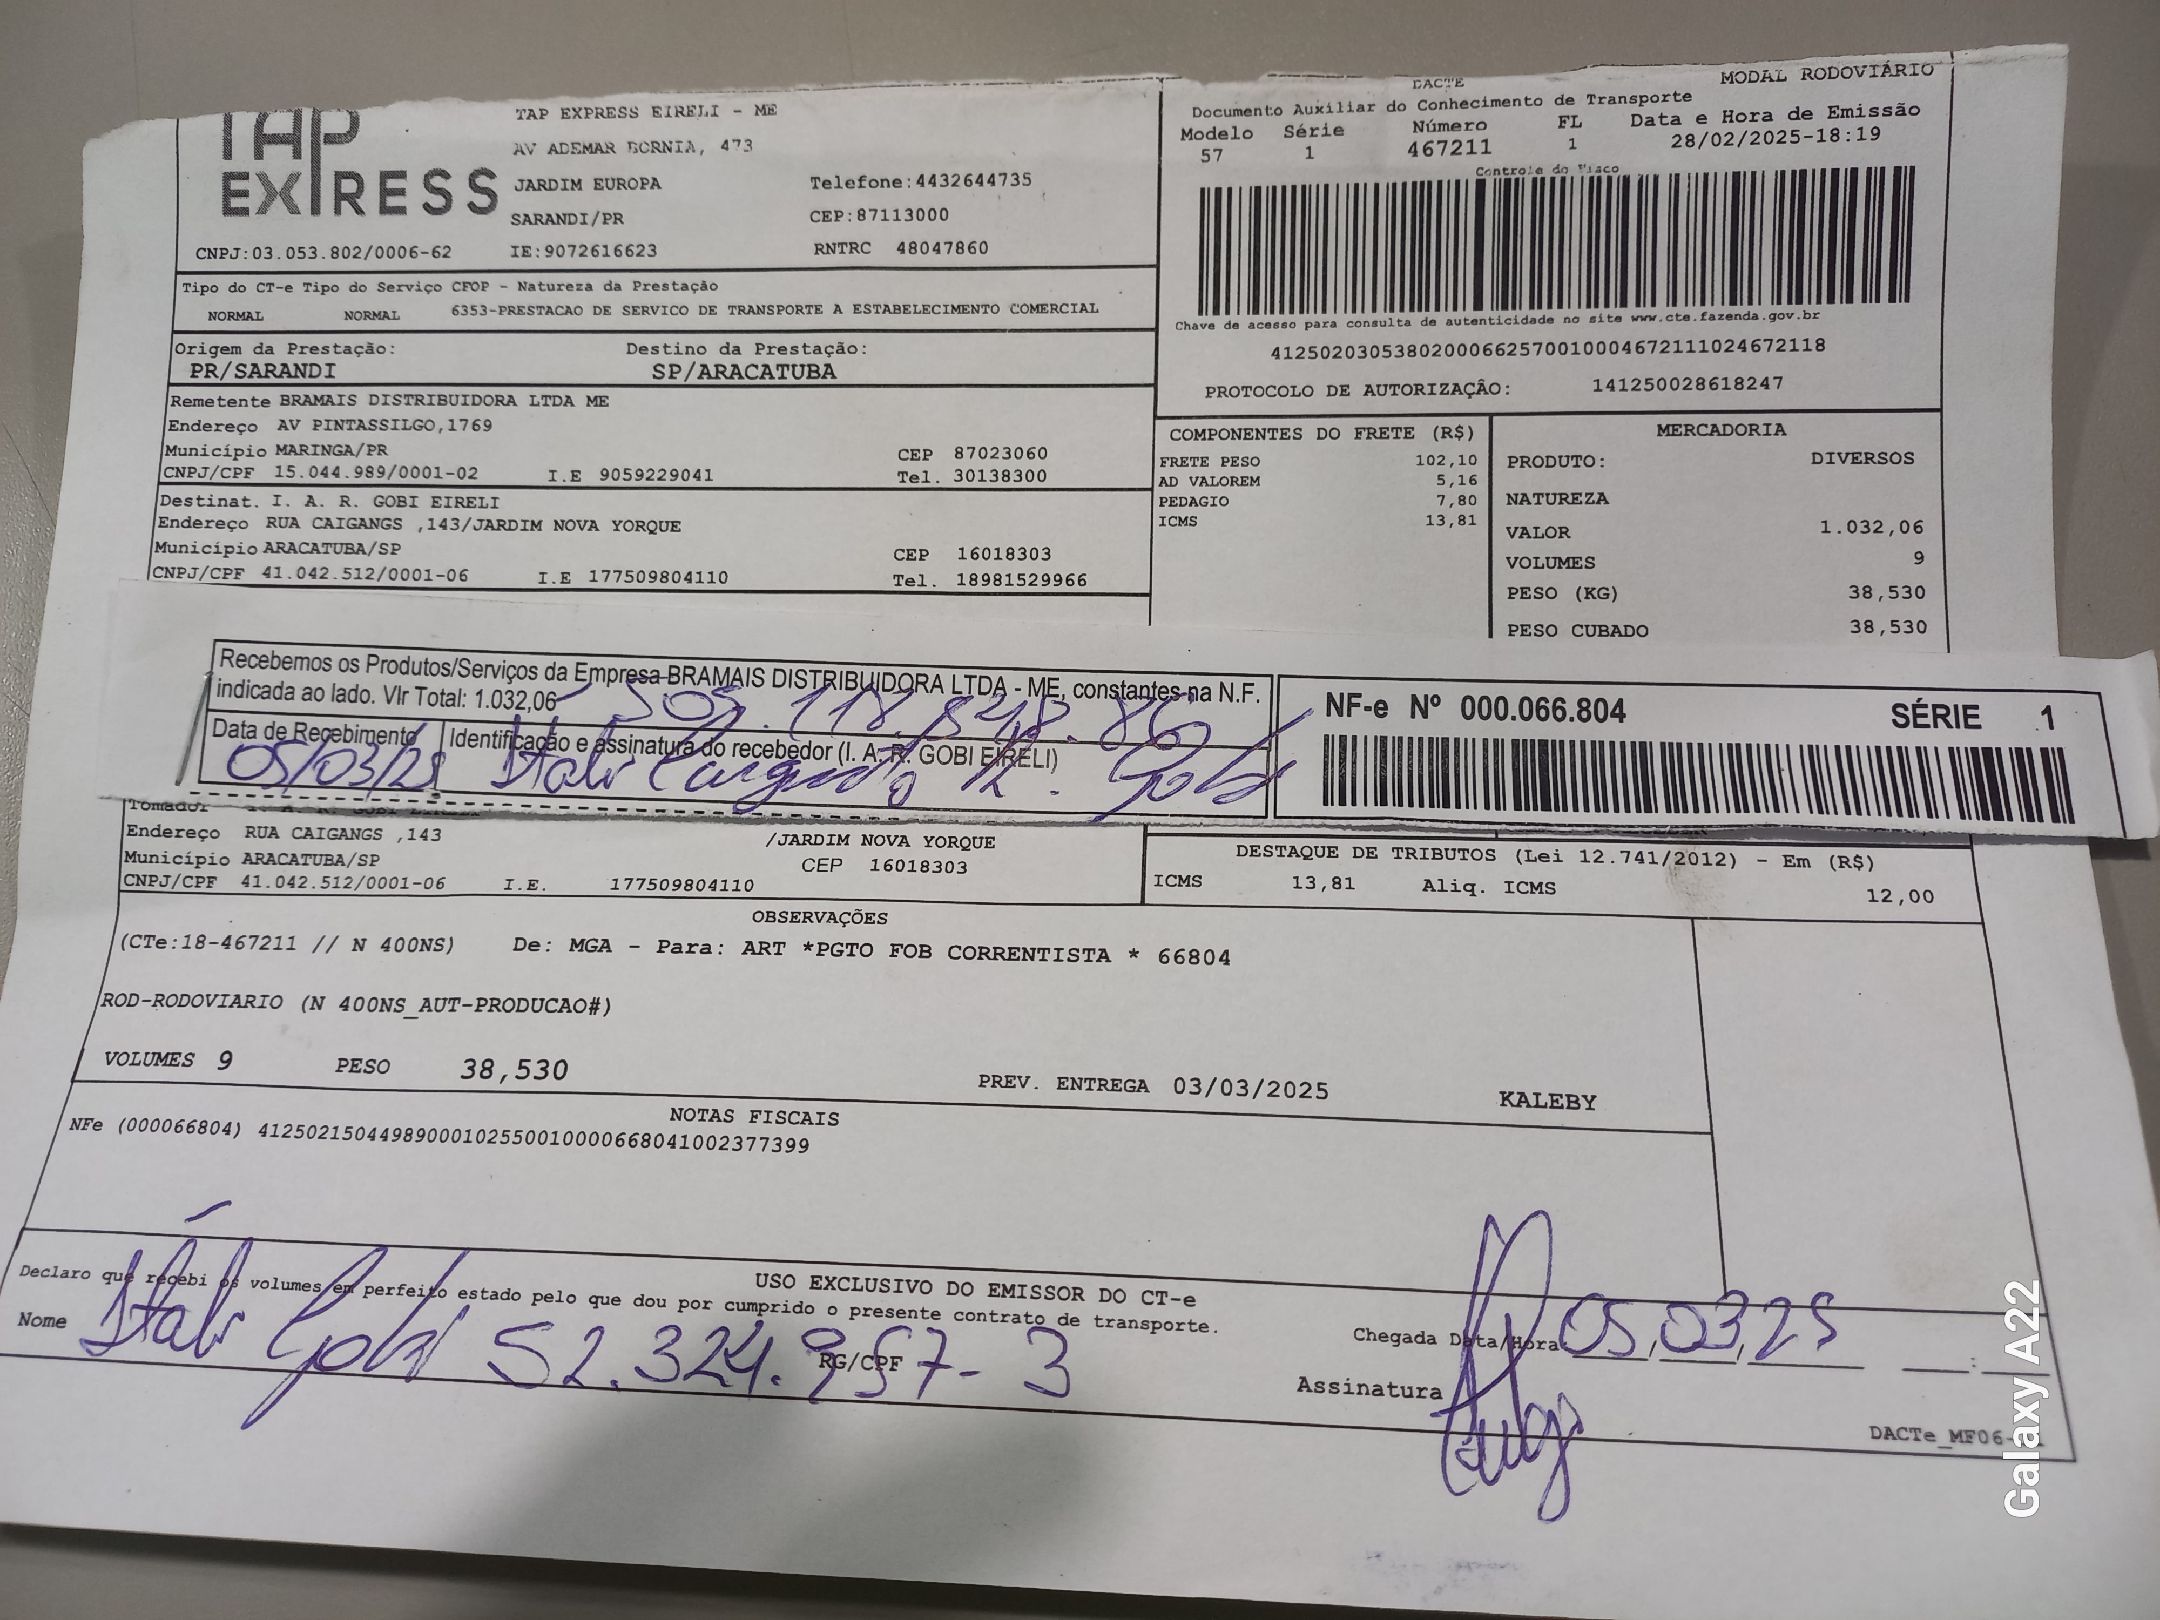 TAP
EXPRESS
TAP EXPRESS EIRELI - ME
AV ADEMAR BORNIA, 473
JARDIM EUROPA Telefone:4432644735
SARANDI/PR CEP:87113000
CNPJ:03.053.802/0006-62 IE:9072616623 RNTRC 48047860
DACTE MODAL RODOVIÁRIO
Documento Auxiliar do Conhecimento de Transporte
Modelo Série Número FL Data e Hora de Emissão
57 1 467211 1 28/02/2025-18:19
Controle do Fisco
Chave de acesso para consulta de autenticidade no site www.cte.fazenda.gov.br
41250203053802000662570010004672111024672118
PROTOCOLO DE AUTORIZAÇÃO: 141250028618247
Tipo do CT-e Tipo do Serviço CFOP - Natureza da Prestação
NORMAL NORMAL 6353-PRESTACAO DE SERVICO DE TRANSPORTE A ESTABELECIMENTO COMERCIAL
Origem da Prestação: Destino da Prestação:
PR/SARANDI SP/ARACATUBA
Remetente BRAMAIS DISTRIBUIDORA LTDA ME
Endereço AV PINTASSILGO,1769
Município MARINGA/PR CEP 87023060
CNPJ/CPF 15.044.989/0001-02 I.E 9059229041 Tel. 30138300
Destinat. I. A. R. GOBI EIRELI
Endereço RUA CAIGANGS ,143/JARDIM NOVA YORQUE
Município ARACATUBA/SP CEP 16018303
CNPJ/CPF 41.042.512/0001-06 I.E 177509804110 Tel. 18981529966
COMPONENTES DO FRETE (R$)
FRETE PESO 102,10
AD VALOREM 5,16
PEDAGIO 7,80
ICMS 13,81
MERCADORIA
PRODUTO: DIVERSOS
NATUREZA
VALOR 1.032,06
VOLUMES 9
PESO (KG) 38,530
PESO CUBADO 38,530
Recebemos os Produtos/Serviços da Empresa BRAMAIS DISTRIBUIDORA LTDA - ME, constantes na N.F.
indicada ao lado. Vlr Total: 1.032,06
505.118.848.86
Data de Recebimento Identificação e assinatura do recebedor (I. A. R. GOBI EIRELI)
05/03/25 R. Gobi
NF-e Nº 000.066.804 SÉRIE 1
Tomador I. A. R. GOBI EIRELI
Endereço RUA CAIGANGS ,143 /JARDIM NOVA YORQUE
Município ARACATUBA/SP CEP 16018303
CNPJ/CPF 41.042.512/0001-06 I.E. 177509804110
DESTAQUE DE TRIBUTOS (Lei 12.741/2012) - Em (R$)
ICMS 13,81 Aliq. ICMS 12,00
OBSERVAÇÕES
(CTe:18-467211 // N 400NS) De: MGA - Para: ART *PGTO FOB CORRENTISTA * 66804
ROD-RODOVIARIO (N 400NS_AUT-PRODUCAO#)
VOLUMES 9 PESO 38,530 PREV. ENTREGA 03/03/2025 KALEBY
NOTAS FISCAIS
NFe (000066804) 41250215044989000102550010000668041002377399
USO EXCLUSIVO DO EMISSOR DO CT-e
Declaro que recebi os volumes em perfeito estado pelo que dou por cumprido o presente contrato de transporte.
Nome Ítalo Gobi RG/CPF 52.324.957-3
Chegada Data/Hora 05,03,25 :
Assinatura
DACTe_MF06-
Galaxy A22